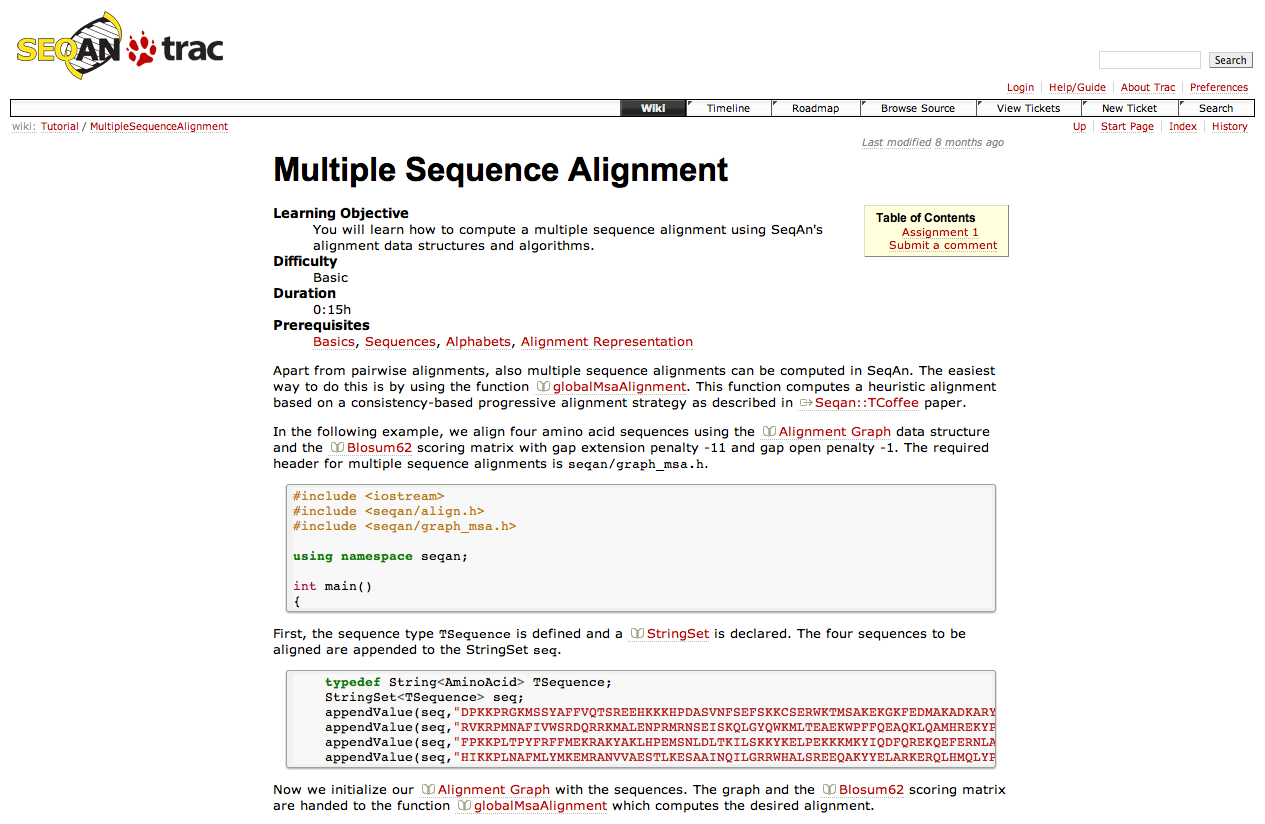 SEQAN trac
Search
Login Help/Guide About Trac Preferences
Wiki Timeline Roadmap Browse Source View Tickets New Ticket Search
wiki: Tutorial / MultipleSequenceAlignment
Up Start Page Index History
Last modified 8 months ago
Multiple Sequence Alignment
Table of Contents
Assignment 1
Submit a comment
Learning Objective
You will learn how to compute a multiple sequence alignment using SeqAn's
alignment data structures and algorithms.
Difficulty
Basic
Duration
0:15h
Prerequisites
Basics, Sequences, Alphabets, Alignment Representation
Apart from pairwise alignments, also multiple sequence alignments can be computed in SeqAn. The easiest
way to do this is by using the function globalMsaAlignment. This function computes a heuristic alignment
based on a consistency-based progressive alignment strategy as described in Seqan::TCoffee paper.
In the following example, we align four amino acid sequences using the Alignment Graph data structure
and the Blosum62 scoring matrix with gap extension penalty -11 and gap open penalty -1. The required
header for multiple sequence alignments is seqan/graph_msa.h.
#include <iostream>
#include <seqan/align.h>
#include <seqan/graph_msa.h>
using namespace seqan;
int main()
{
First, the sequence type TSequence is defined and a StringSet is declared. The four sequences to be
aligned are appended to the StringSet seq.
typedef String<AminoAcid> TSequence;
StringSet<TSequence> seq;
appendValue(seq,"DPKKPRGKMSSYAFFVQTSREEHKKKHPDASVNFSEFSKKCSERWKTMSAKEKGKFEDMAKADKARY
appendValue(seq,"RVKRPMNAFIVWSRDQRRKMALENPRMRNSEISKQLGYQWKMLTEAEKWPFFQEAQKLQAMHREKYP
appendValue(seq,"FPKKPLTPYFRFFMEKRAKYAKLHPEMSNLDLTKILSKKYKELPEKKKMKYIQDFQREKQEFERNLA
appendValue(seq,"HIKKPLNAFMLYMKEMRANVVAESTLKESAAINQILGRRWHALSREEQAKYYELARKERQLHMQLYP
Now we initialize our Alignment Graph with the sequences. The graph and the Blosum62 scoring matrix
are handed to the function globalMsaAlignment which computes the desired alignment.